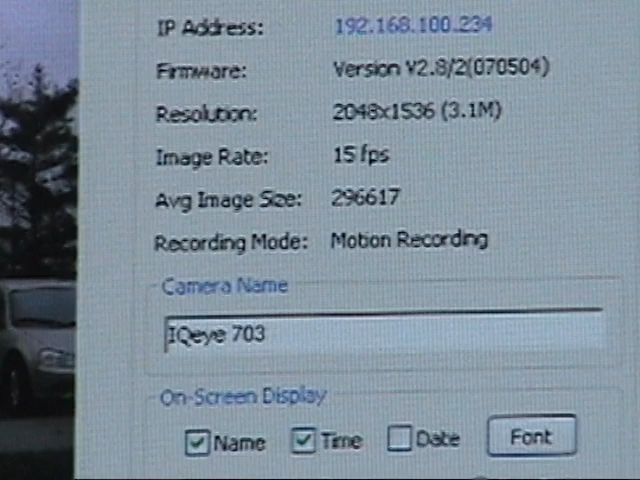 IP Address: 192.168.100.234
Firmware: Version V2.8/2(070504)
Resolution: 2048x1536 (3.1M)
Image Rate: 15 fps
Avg Image Size: 296617
Recording Mode: Motion Recording
Camera Name
IQeye 703
On-Screen Display
Name Time Date Font